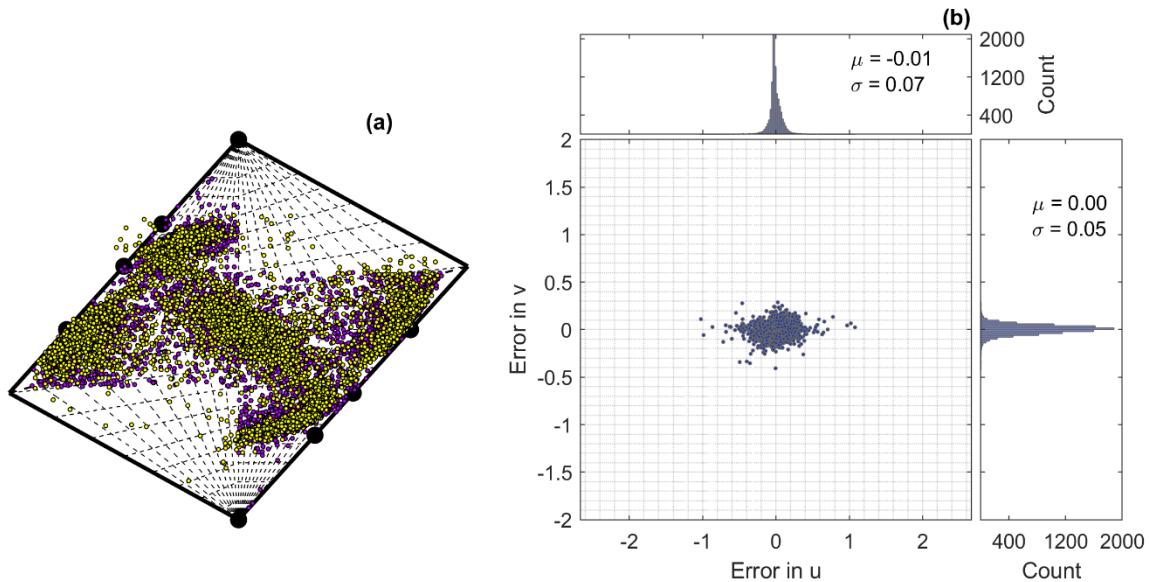 (a)
(b)
μ = -0.01
σ = 0.07
2000
1200
400
Count
2
1.5
1
0.5
0
-0.5
-1
-1.5
-2
Error in v
-2
-1
0
1
2
Error in u
μ = 0.00
σ = 0.05
400
1200
2000
Count